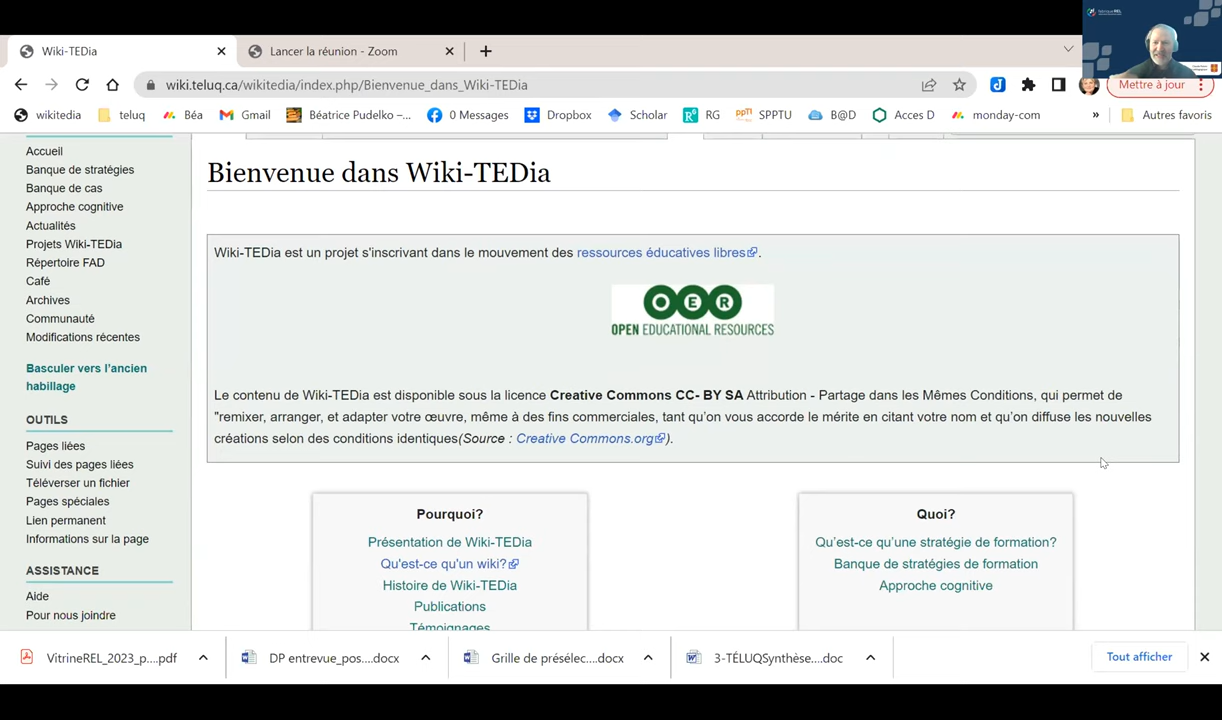 Wiki-TEDia
Lancer la réunion - Zoom
wiki.teluq.ca/wikitedia/index.php/Bienvenue_dans_Wiki-TEDia
Mettre à jour
wikitedia
teluq
Béa
Gmail
Béatrice Pudelko –...
0 Messages
Dropbox
Scholar
RG
SPPTU
B@D
Acces D
monday-com
»
Autres favoris
Accueil
Banque de stratégies
Banque de cas
Approche cognitive
Actualités
Projets Wiki-TEDia
Répertoire FAD
Café
Archives
Communauté
Modifications récentes
Basculer vers l'ancien
habillage
OUTILS
Pages liées
Suivi des pages liées
Téléverser un fichier
Pages spéciales
Lien permanent
Informations sur la page
ASSISTANCE
Aide
Pour nous joindre
Bienvenue dans Wiki-TEDia
Wiki-TEDia est un projet s'inscrivant dans le mouvement des ressources éducatives libres.
OER
OPEN EDUCATIONAL RESOURCES
Le contenu de Wiki-TEDia est disponible sous la licence Creative Commons CC- BY SA Attribution - Partage dans les Mêmes Conditions, qui permet de
"remixer, arranger, et adapter votre œuvre, même à des fins commerciales, tant qu'on vous accorde le mérite en citant votre nom et qu'on diffuse les nouvelles
créations selon des conditions identiques(Source : Creative Commons.org).
Pourquoi?
Présentation de Wiki-TEDia
Qu'est-ce qu'un wiki?
Histoire de Wiki-TEDia
Publications
Témoignages
Quoi?
Qu'est-ce qu'une stratégie de formation?
Banque de stratégies de formation
Approche cognitive
VitrineREL_2023_p....pdf
DP entrevue_pos....docx
Grille de présélec....docx
3-TÉLUQSynthèse....doc
Tout afficher